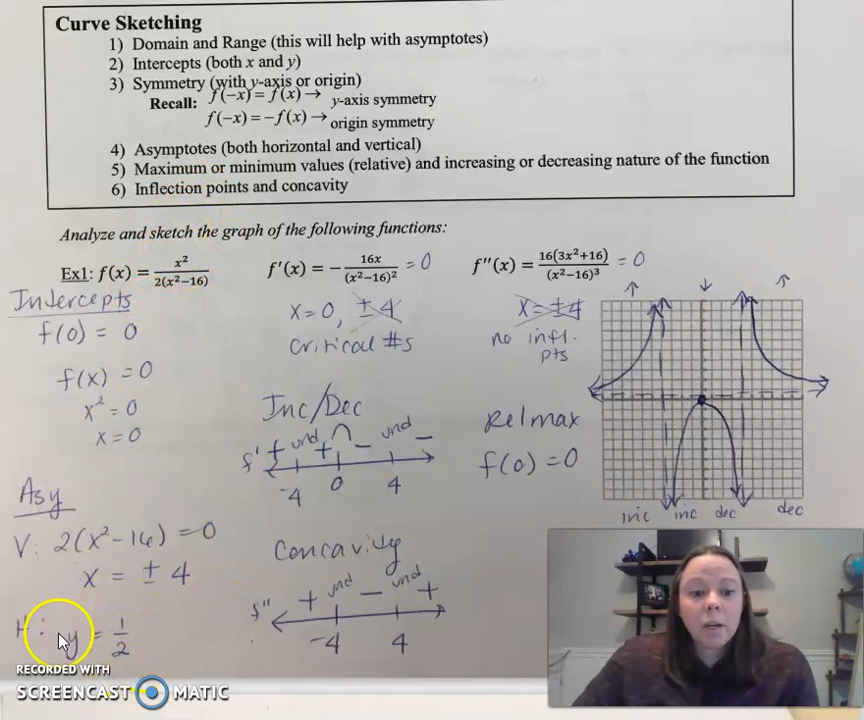 Curve Sketching
1) Domain and Range (this will help with asymptotes)
2) Intercepts (both x and y)
3) Symmetry (with y-axis or origin)
Recall: f(−x) = f(x) → y-axis symmetry
f(−x) = −f(x) → origin symmetry
4) Asymptotes (both horizontal and vertical)
5) Maximum or minimum values (relative) and increasing or decreasing nature of the function
6) Inflection points and concavity
Analyze and sketch the graph of the following functions:
Ex1: f(x) = x²/2(x²−16)
f'(x) = − 16x/(x²−16)² = 0
f''(x) = 16(3x²+16)/(x²−16)³ = 0
Intercepts
f(0) = 0
f(x) = 0
x² = 0
x = 0
Asy
V: 2(x²−16) = 0
x = ± 4
H: y = 1/2
x = 0, ± 4
Critical #s
Inc/Dec
f' + und + − und −
−4 0 4
Concavity
f'' + und − und +
−4 4
x = ±4
no infl.
pts
Rel max
f(0) = 0
inc inc dec dec
RECORDED WITH
SCREENCAST MATIC